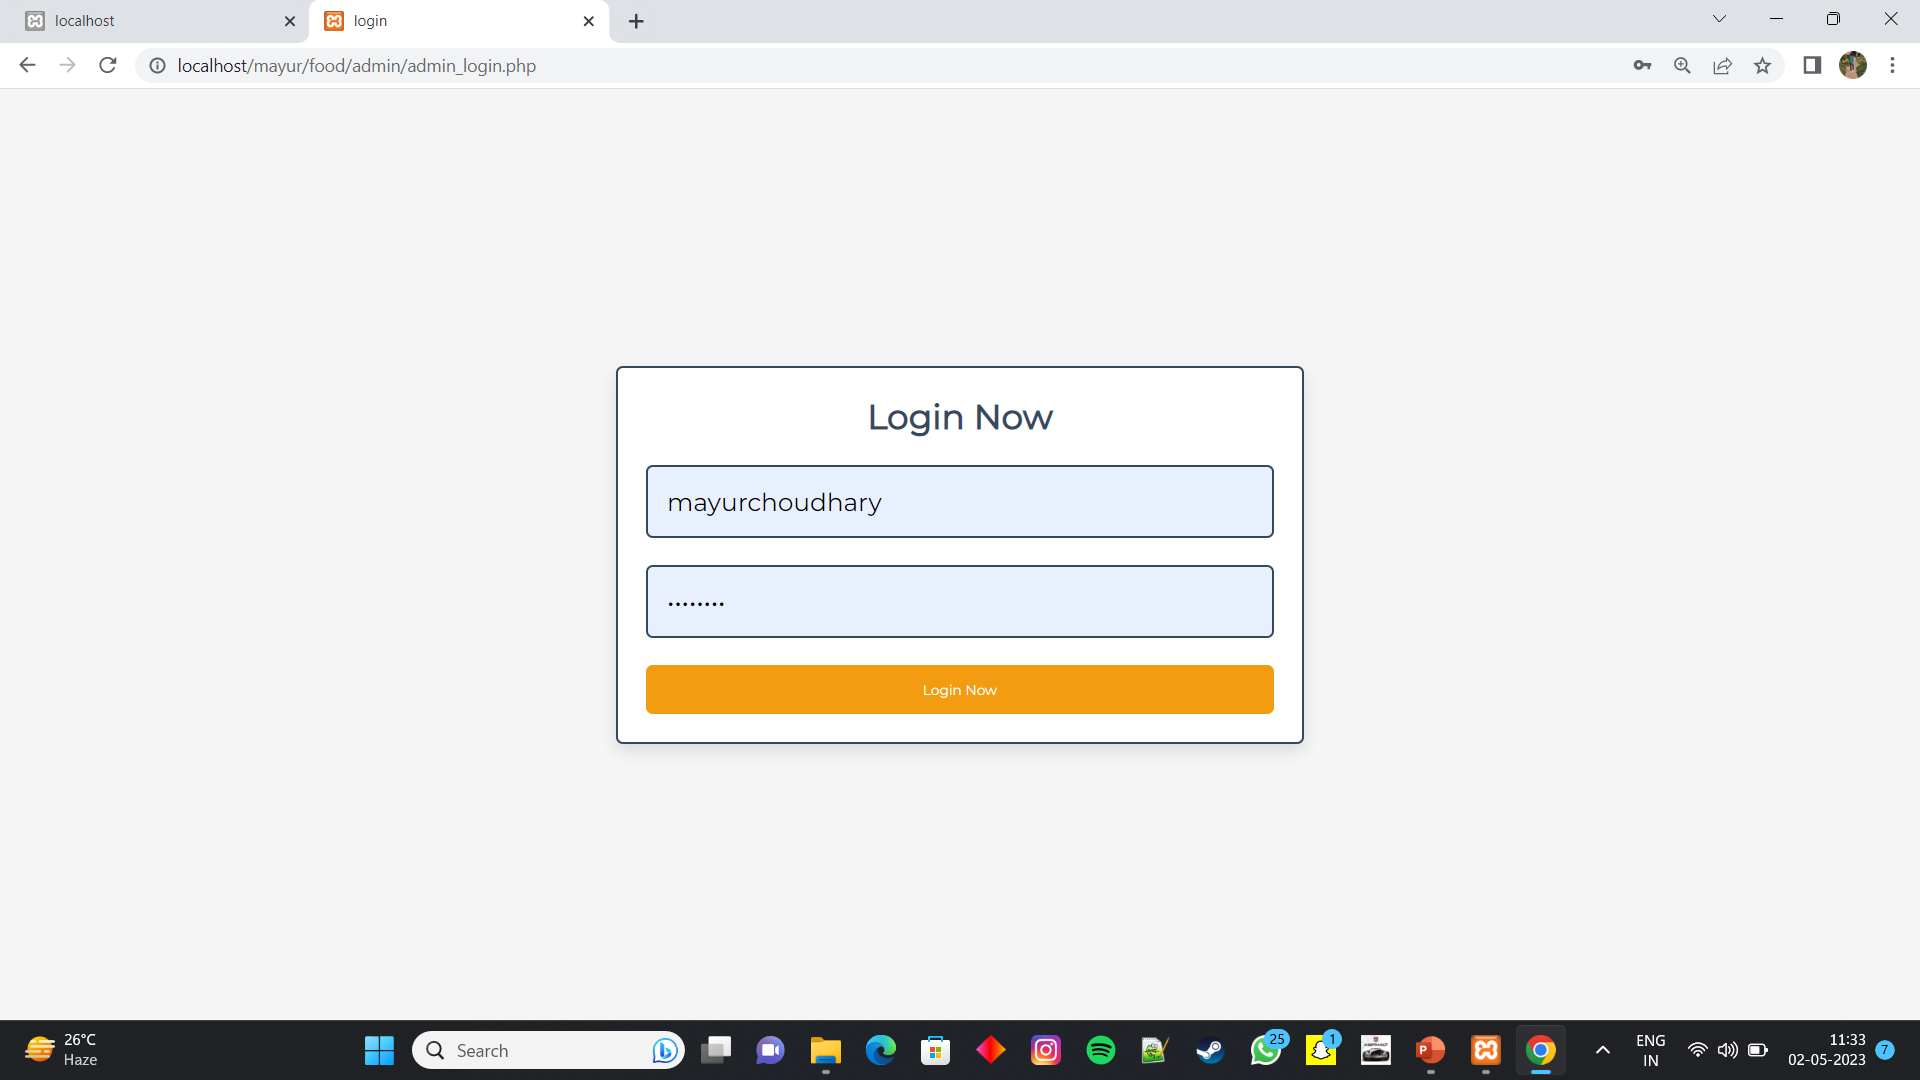 localhost
login
localhost/mayur/food/admin/admin_login.php
Login Now
mayurchoudhary
........
Login Now
26°C
Haze
Search
25
1
ENG
IN
11:33
02-05-2023
7